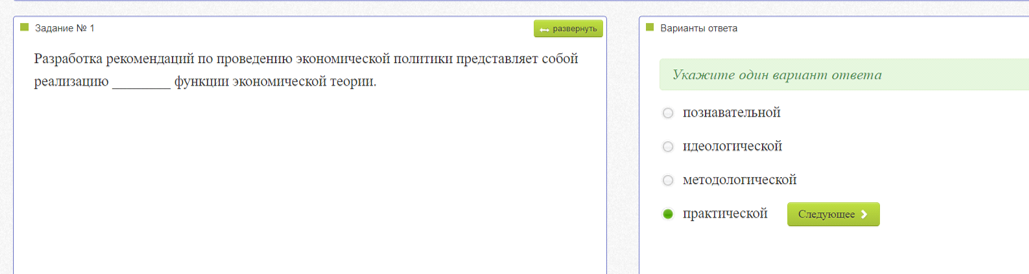 Задание № 1
развернуть
Разработка рекомендаций по проведению экономической политики представляет собой
реализацию ________ функции экономической теории.
Варианты ответа
Укажите один вариант ответа
познавательной
идеологической
методологической
практической
Следующее